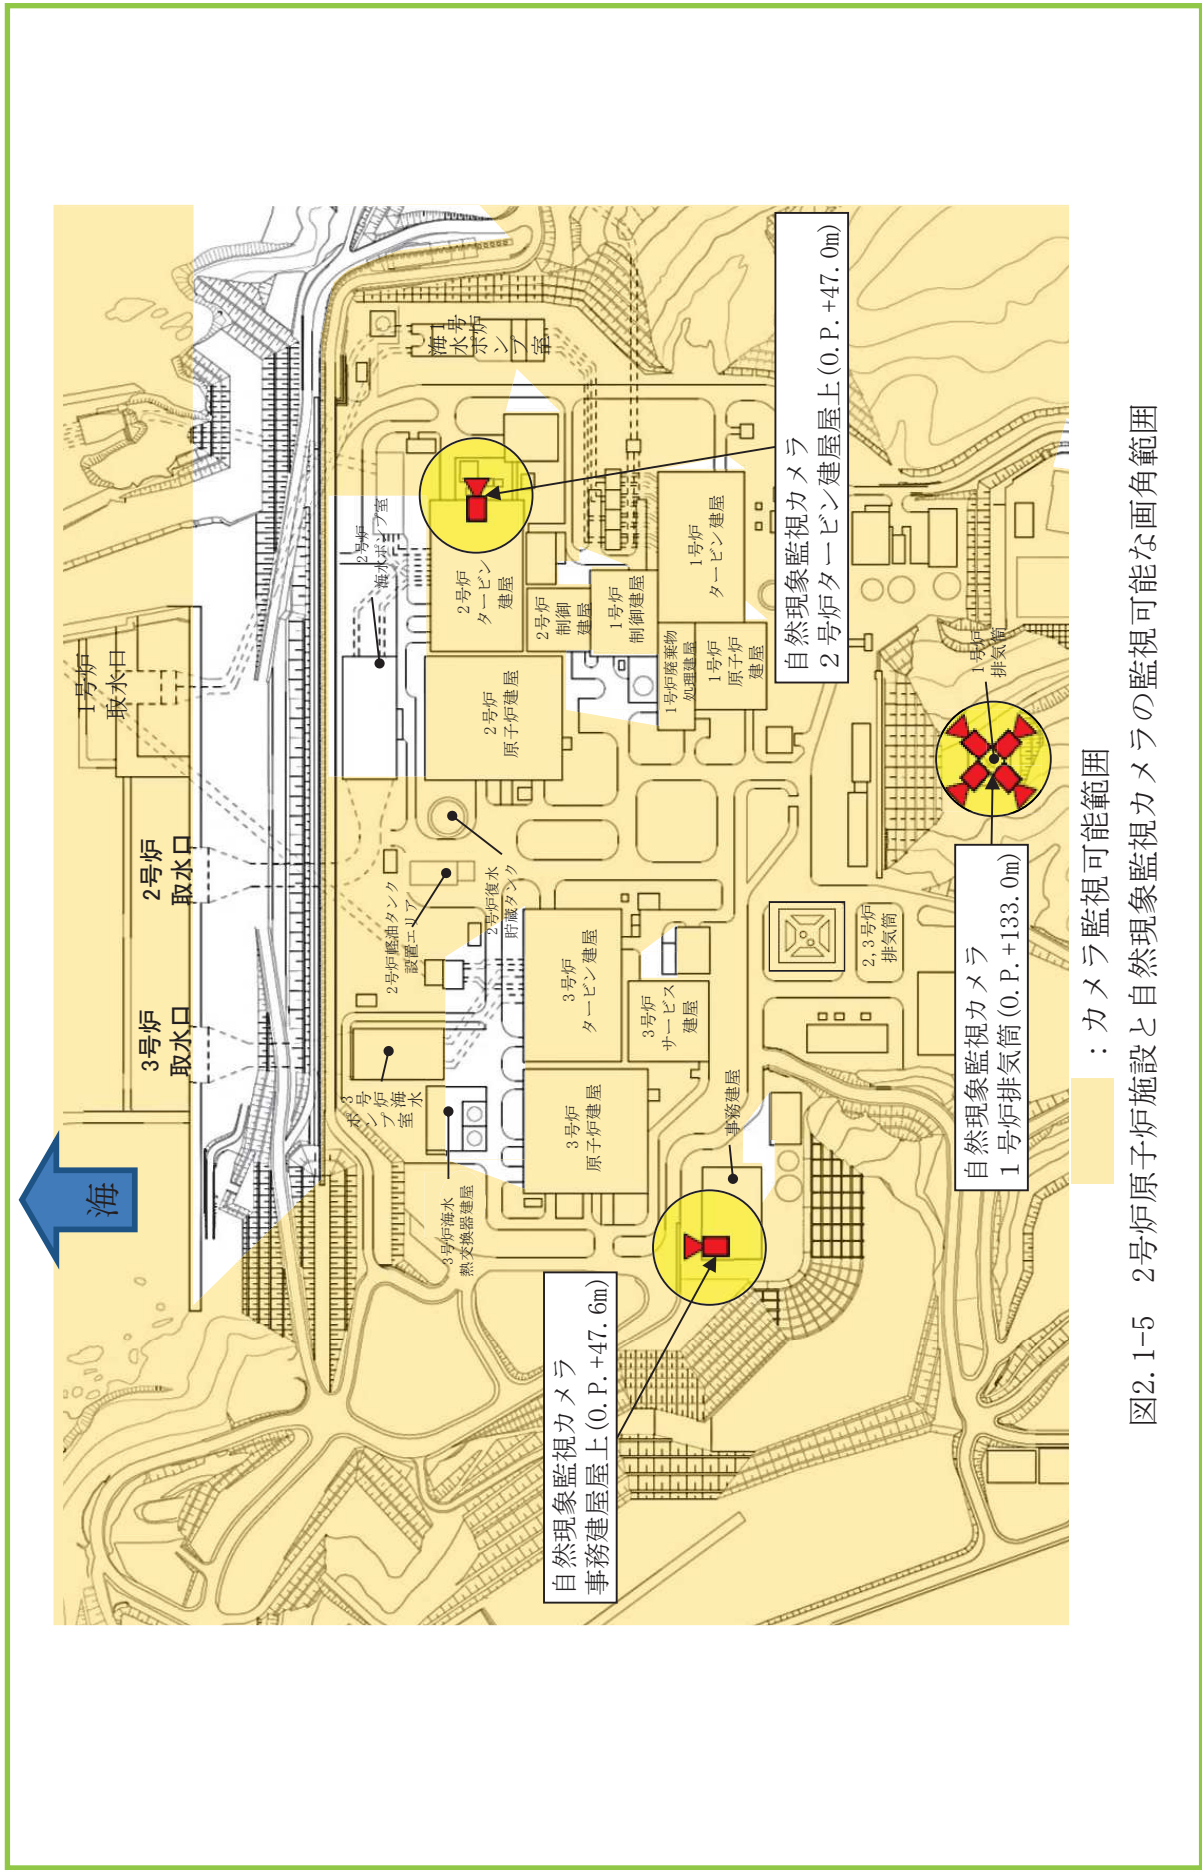 海
3号炉
取水口
2号炉
取水口
1号炉
取水口
3号炉海水
ポンプ室
3号炉海水
熱交換器建屋
2号炉軽油タンク
設置エリア
2号炉復水
貯蔵タンク
2号炉
海水ポンプ室
1号炉
海水ポンプ室
3号炉
原子炉建屋
3号炉
タービン建屋
3号炉
サービス
建屋
2号炉
原子炉建屋
2号炉
タービン
建屋
2号炉
制御
建屋
1号炉
制御建屋
1号炉廃棄物
処理建屋
1号炉
原子炉
建屋
1号炉
タービン建屋
事務建屋
2,3号炉
排気筒
1号炉
排気筒
自然現象監視カメラ
事務建屋屋上(O.P.+47.6m)
自然現象監視カメラ
1号炉排気筒(O.P.+133.0m)
自然現象監視カメラ
2号炉タービン建屋屋上(O.P.+47.0m)
：カメラ監視可能範囲
図2.1-5 2号炉原子炉施設と自然現象監視カメラの監視可能な画角範囲